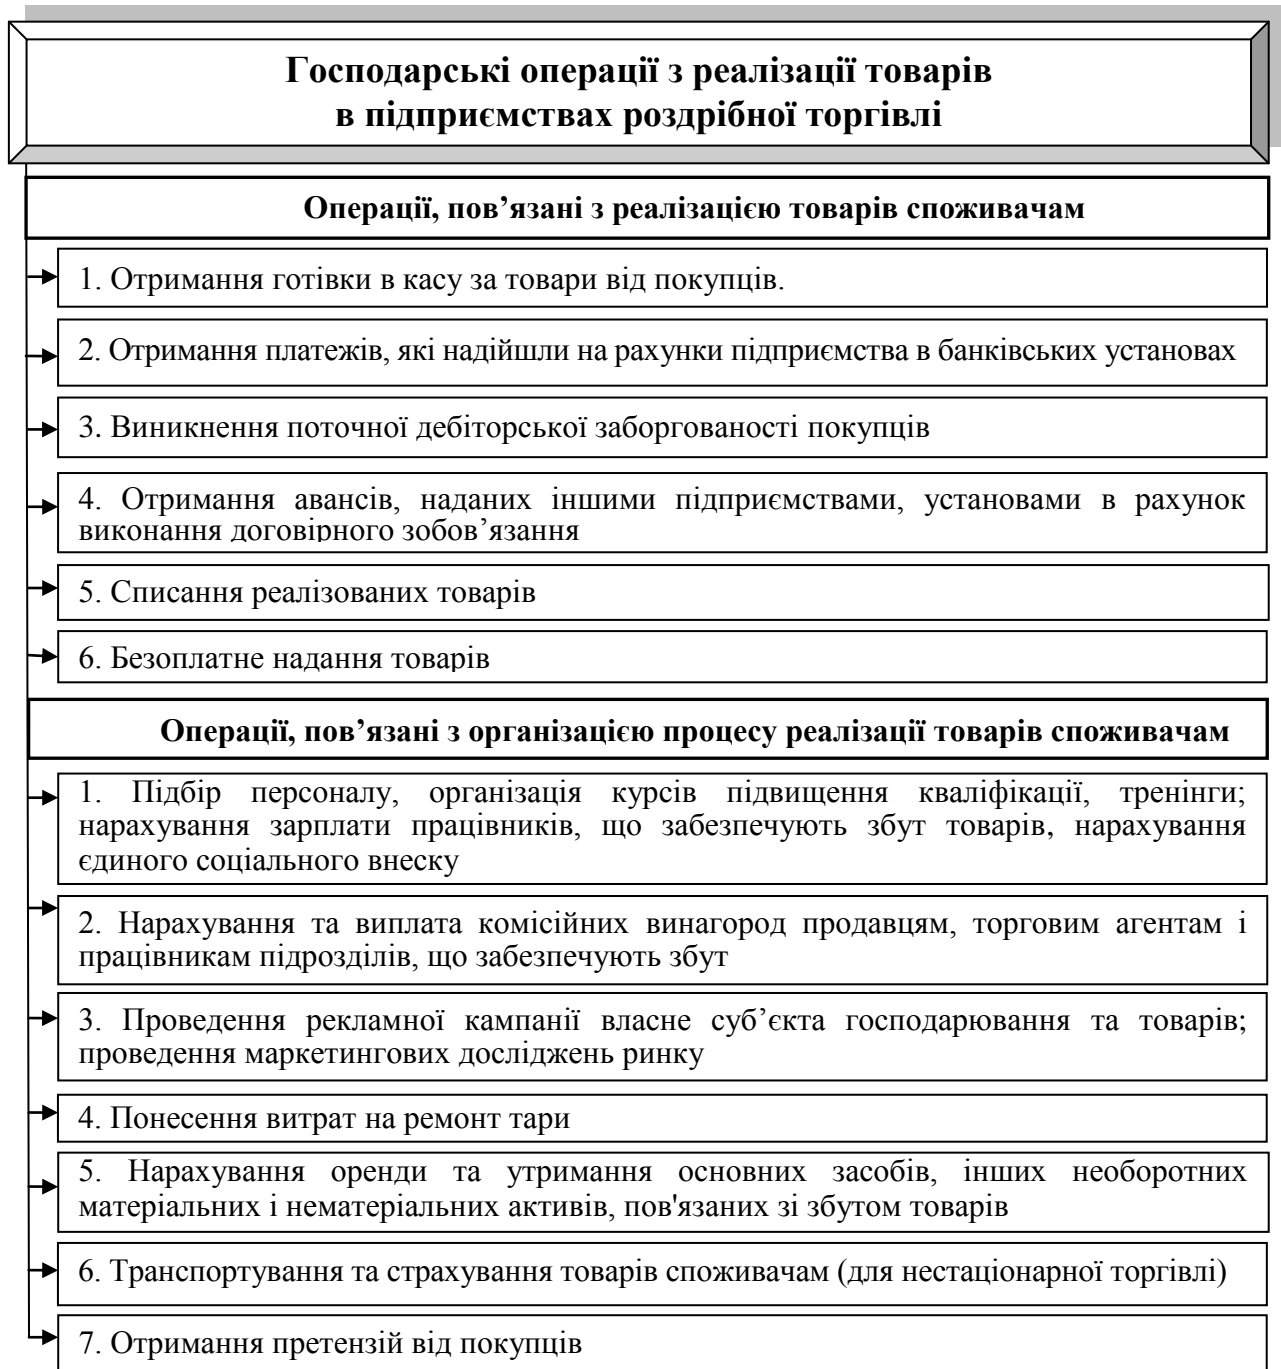 Господарські операції з реалізації товарів
в підприємствах роздрібної торгівлі
Операції, пов’язані з реалізацією товарів споживачам
1. Отримання готівки в касу за товари від покупців.
2. Отримання платежів, які надійшли на рахунки підприємства в банківських установах
3. Виникнення поточної дебіторської заборгованості покупців
4. Отримання авансів, наданих іншими підприємствами, установами в рахунок
виконання договірного зобов’язання
5. Списання реалізованих товарів
6. Безоплатне надання товарів
Операції, пов’язані з організацією процесу реалізації товарів споживачам
1. Підбір персоналу, організація курсів підвищення кваліфікації, тренінги;
нарахування зарплати працівників, що забезпечують збут товарів, нарахування
єдиного соціального внеску
2. Нарахування та виплата комісійних винагород продавцям, торговим агентам і
працівникам підрозділів, що забезпечують збут
3. Проведення рекламної кампанії власне суб’єкта господарювання та товарів;
проведення маркетингових досліджень ринку
4. Понесення витрат на ремонт тари
5. Нарахування оренди та утримання основних засобів, інших необоротних
матеріальних і нематеріальних активів, пов'язаних зі збутом товарів
6. Транспортування та страхування товарів споживачам (для нестаціонарної торгівлі)
7. Отримання претензій від покупців